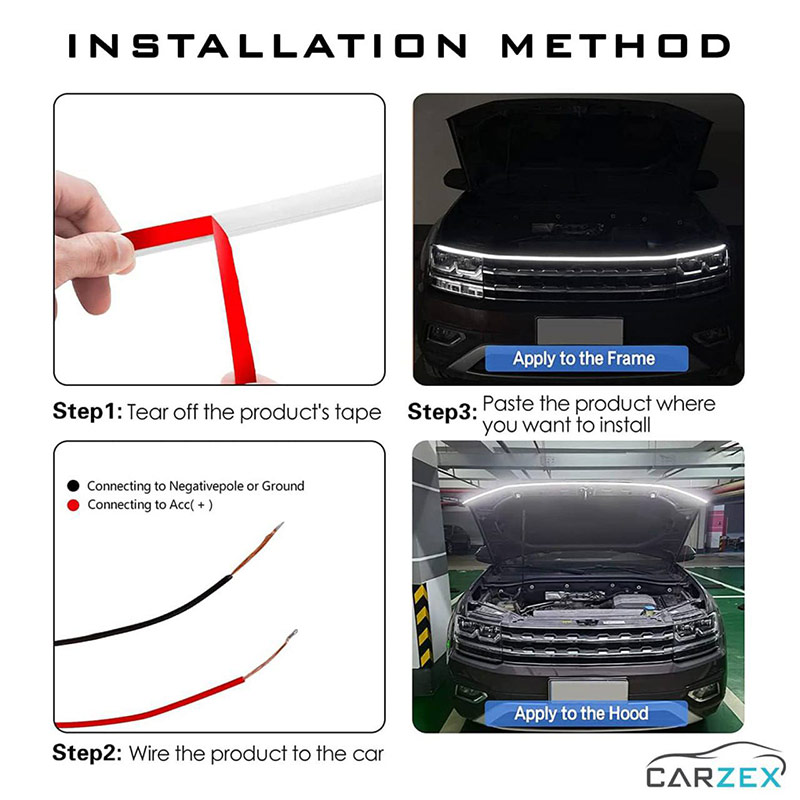 INSTALLATION METHOD
Step1: Tear off the product's tape
● Connecting to Negativepole or Ground
● Connecting to Acc( + )
Step2: Wire the product to the car
Apply to the Frame
Step3: Paste the product where
you want to install
Apply to the Hood
CARZEX